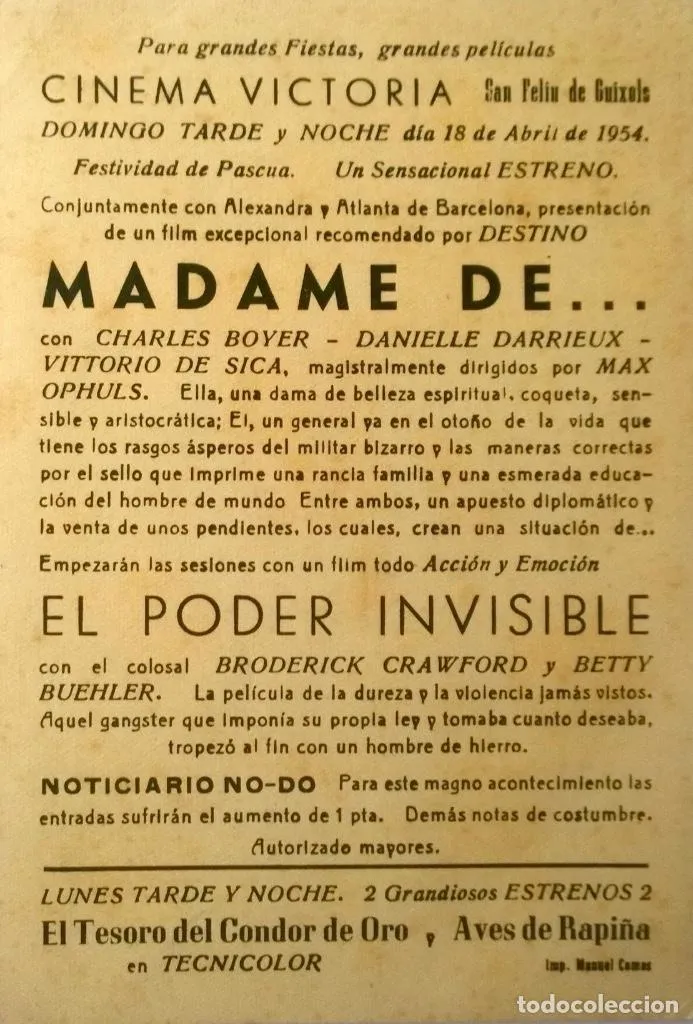 Para grandes Fiestas, grandes películas
CINEMA VICTORIA San Feliu de Guixols
DOMINGO TARDE y NOCHE día 18 de Abril de 1954.
Festividad de Pascua. Un Sensacional ESTRENO.
Conjuntamente con Alexandra y Atlanta de Barcelona, presentación
de un film excepcional recomendado por DESTINO
MADAME DE...
con CHARLES BOYER - DANIELLE DARRIEUX -
VITTORIO DE SICA, magistralmente dirigidos por MAX
OPHULS. Ella, una dama de belleza espiritual, coqueta, sen-
sible y aristocrática; El, un general ya en el otoño de la vida que
tiene los rasgos ásperos del militar bizarro y las maneras correctas
por el sello que imprime una rancia familia y una esmerada educa-
ción del hombre de mundo Entre ambos, un apuesto diplomático y
la venta de unos pendientes, los cuales, crean una situación de...
Empezarán las sesiones con un film todo Acción y Emoción
EL PODER INVISIBLE
con el colosal BRODERICK CRAWFORD y BETTY
BUEHLER. La película de la dureza y la violencia jamás vistos.
Aquel gangster que imponía su propia ley y tomaba cuanto deseaba,
tropezó al fin con un hombre de hierro.
NOTICIARIO NO-DO Para este magno acontecimiento las
entradas sufrirán el aumento de 1 pta. Demás notas de costumbre.
Autorizado mayores.
LUNES TARDE Y NOCHE. 2 Grandiosos ESTRENOS 2
El Tesoro del Condor de Oro y Aves de Rapiña
en TECNICOLOR Imp. Manuel Comas
todocoleccion